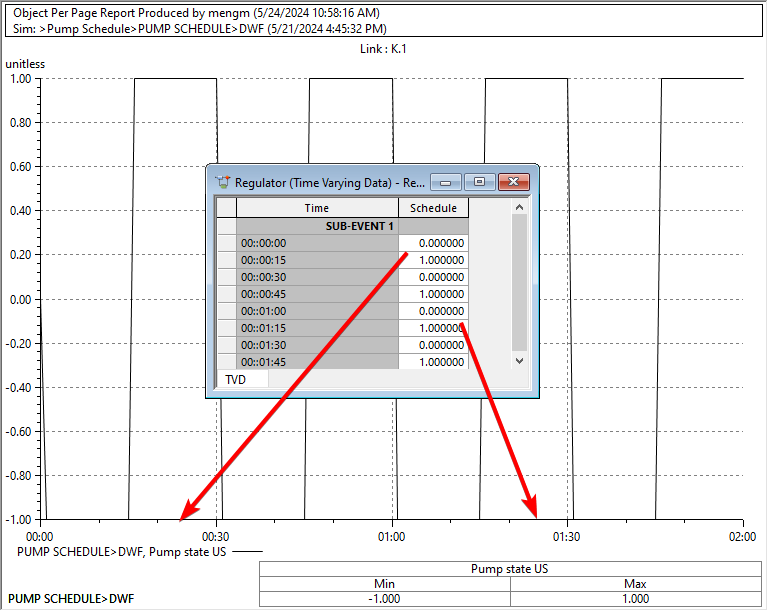 Object Per Page Report Produced by mengm (5/24/2024 10:58:16 AM)
Sim: >Pump Schedule>PUMP SCHEDULE>DWF (5/21/2024 4:45:32 PM)
Link : K.1
unitless
1.00
0.80
0.60
0.40
0.20
0.00
-0.20
-0.40
-0.60
-0.80
-1.00
Regulator (Time Varying Data) - Re...
Time Schedule
SUB-EVENT 1
00::00:00 0.000000
00::00:15 1.000000
00::00:30 0.000000
00::00:45 1.000000
00::01:00 0.000000
00::01:15 1.000000
00::01:30 0.000000
00::01:45 1.000000
TVD
00:00 00:30 01:00 01:30 02:00
PUMP SCHEDULE>DWF, Pump state US
Pump state US
Min Max
PUMP SCHEDULE>DWF -1.000 1.000